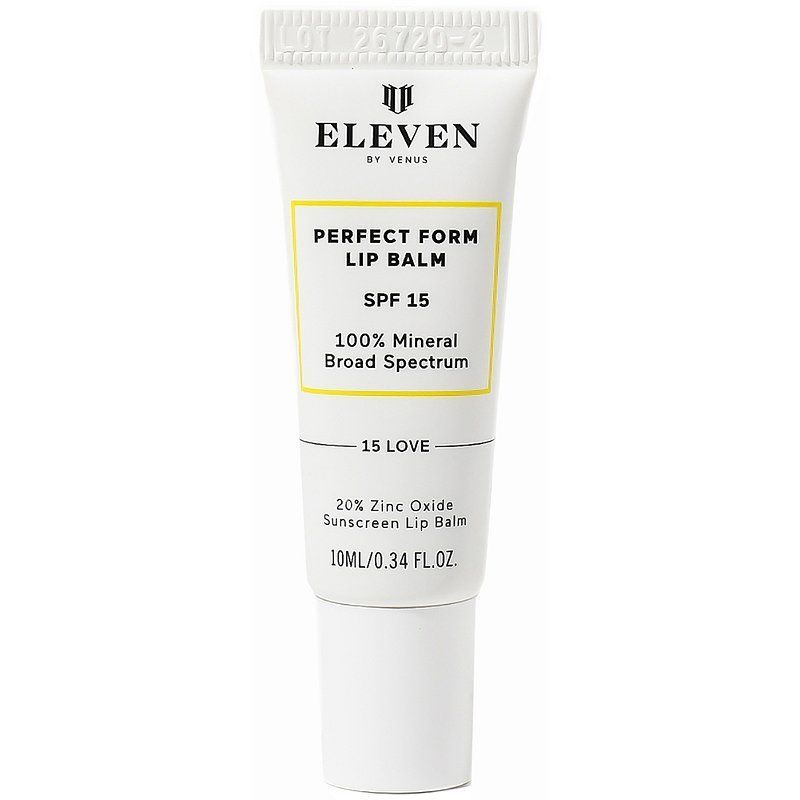 LOT 26720-2
ELEVEN
BY VENUS
PERFECT FORM
LIP BALM
SPF 15
100% Mineral
Broad Spectrum
15 LOVE
20% Zinc Oxide
Sunscreen Lip Balm
10ML/0.34 FL.OZ.